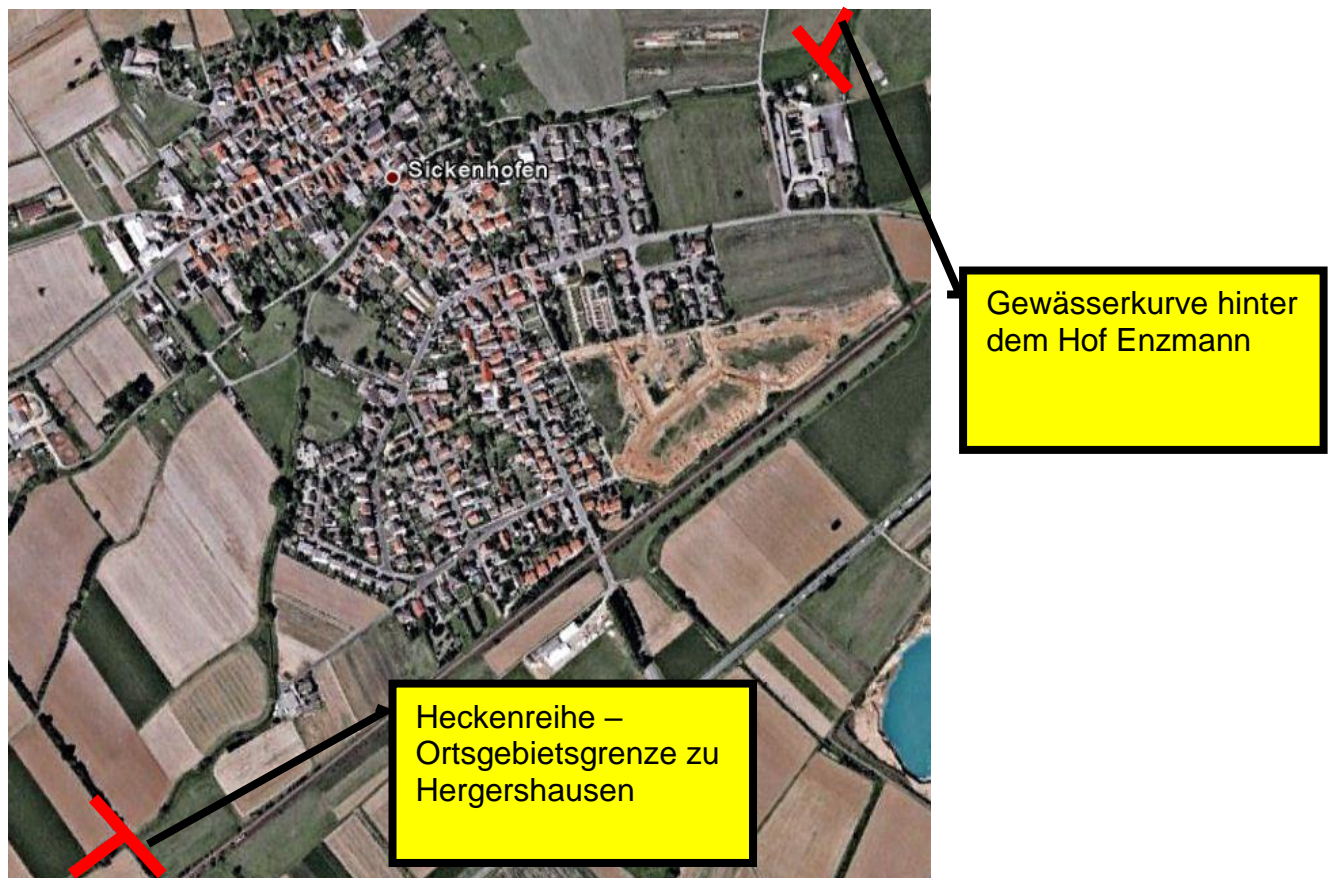 Sickenhofen
Gewässerkurve hinter
dem Hof Enzmann
Heckenreihe –
Ortsgebietsgrenze zu
Hergershausen